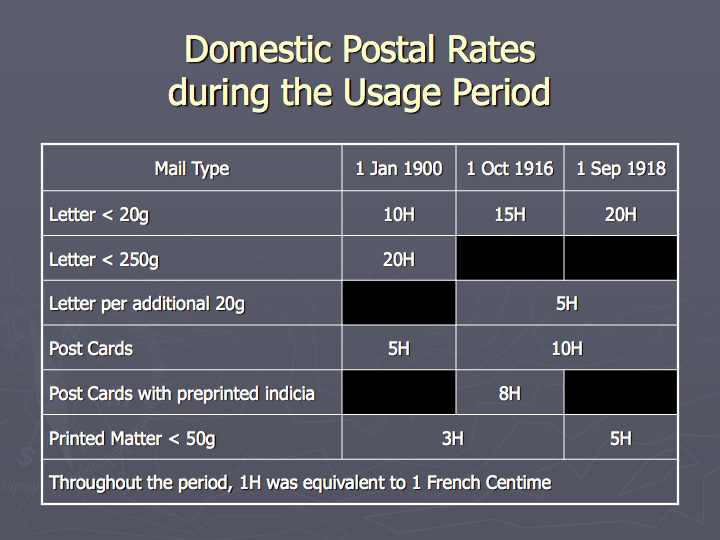 Domestic Postal Rates
during the Usage Period
Mail Type 1 Jan 1900 1 Oct 1916 1 Sep 1918
Letter < 20g 10H 15H 20H
Letter < 250g 20H
Letter per additional 20g 5H
Post Cards 5H 10H
Post Cards with preprinted indicia 8H
Printed Matter < 50g 3H 5H
Throughout the period, 1H was equivalent to 1 French Centime
S